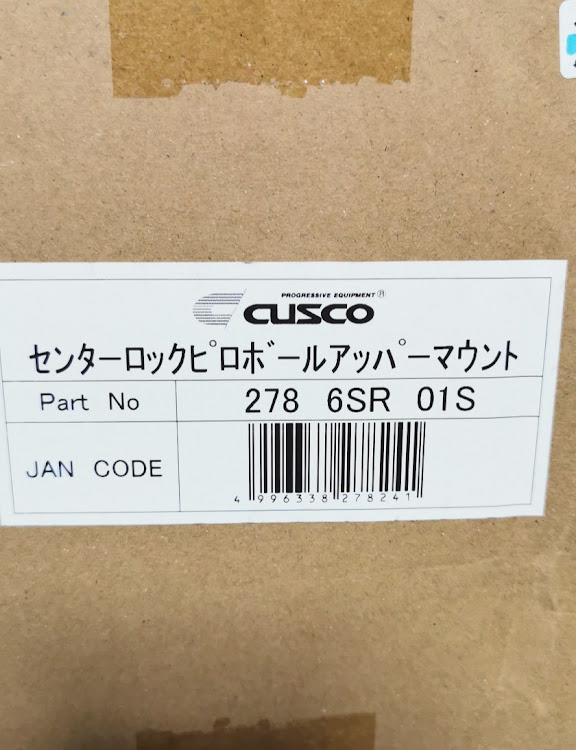 PROGRESSIVE EQUIPMENT®
CUSCO
センターロックピロボールアッパーマウント
Part No 278 6SR 01S
JAN CODE
4 996338 278241